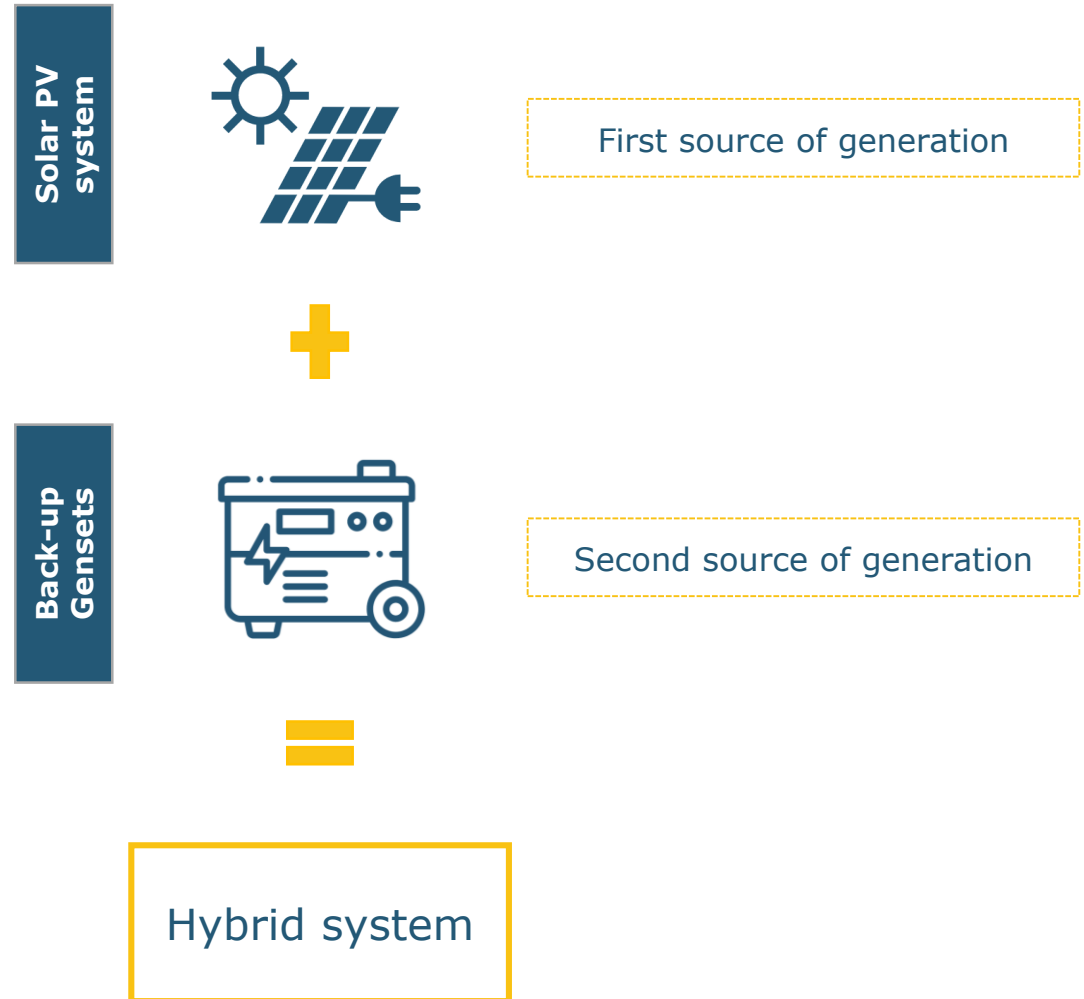 Solar PV
system
First source of generation
Back-up
Gensets
Second source of generation
Hybrid system